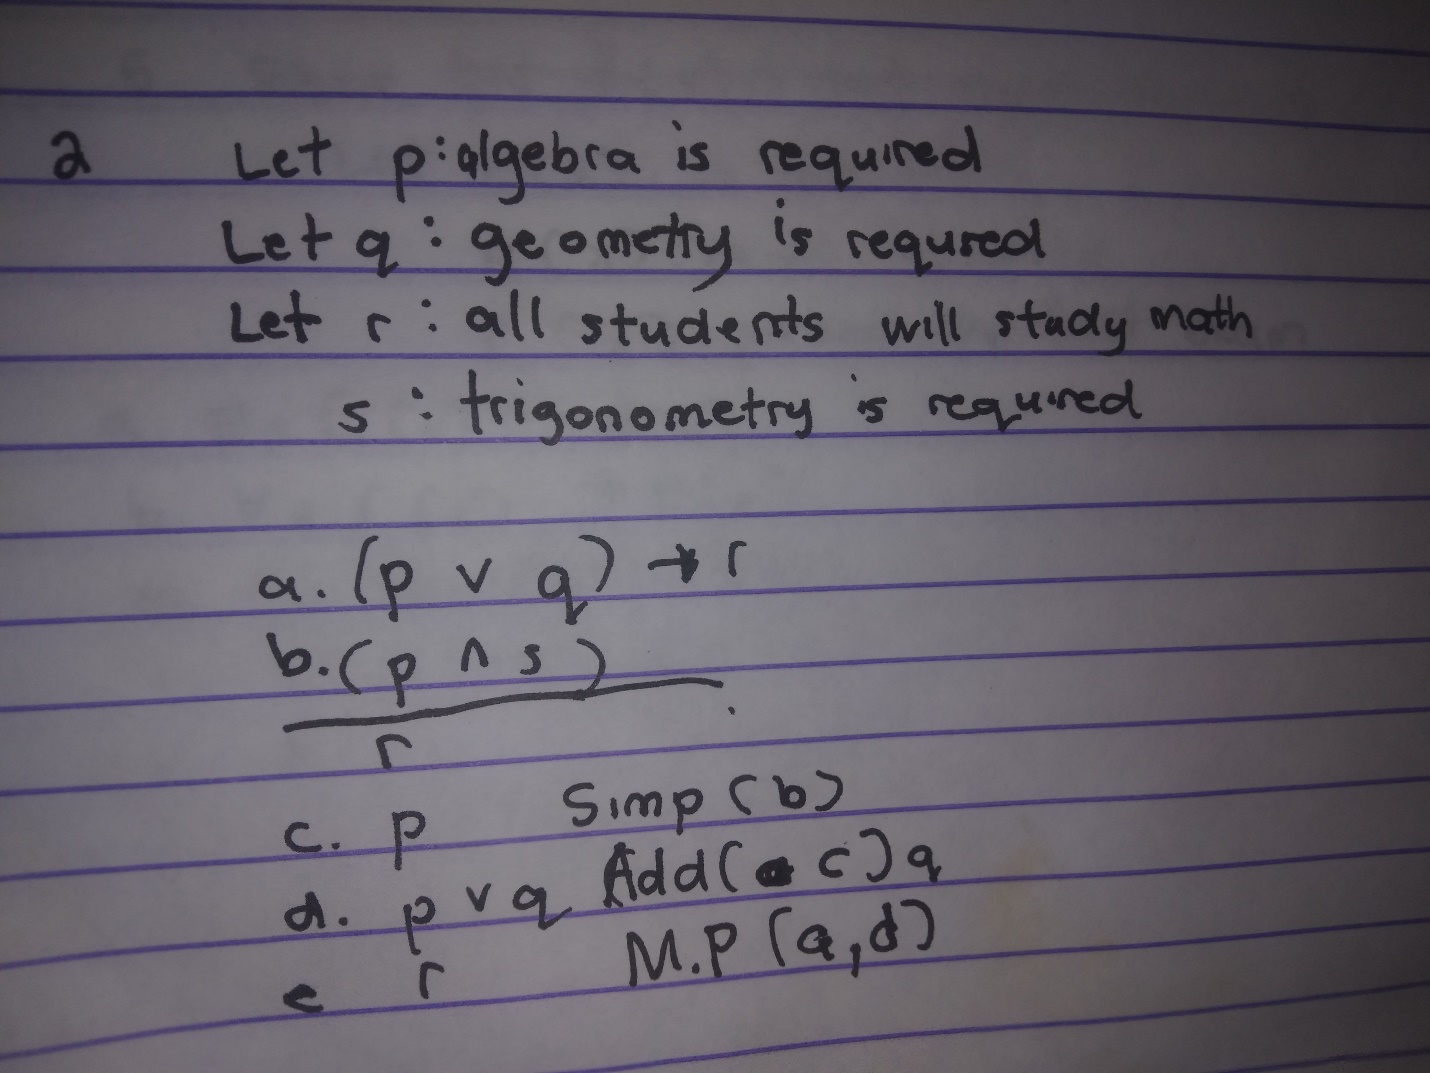 2 Let p: algebra is required
Let q: geometry is requred
Let r: all students will study math
s: trigonometry is required
a. (p ∨ q) → r
b. (p ∧ s)
r
c. p Simp (b)
d. p ∨ q Add( c) q
e r M.P (a,d)